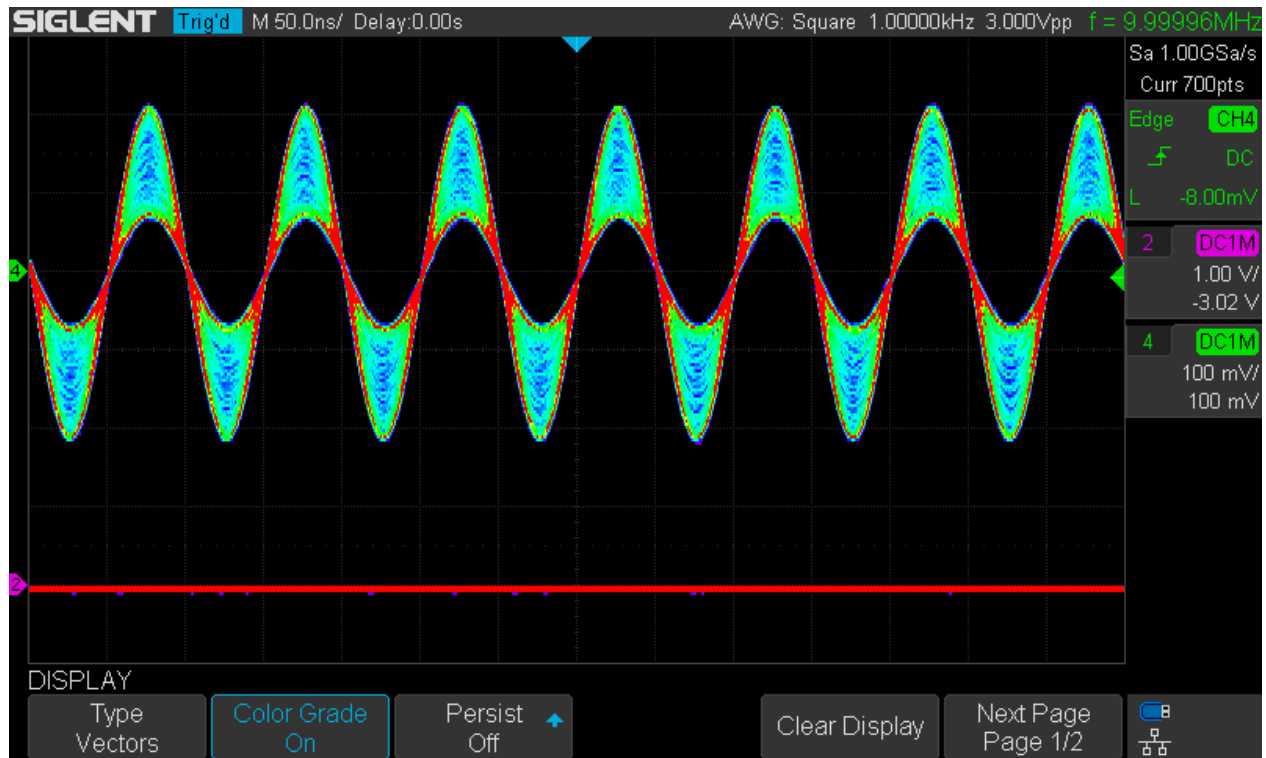 SIGLENT Trig'd M 50.0ns/ Delay:0.00s AWG: Square 1.00000kHz 3.000Vpp f = 9.99996MHz
Sa 1.00GSa/s
Curr 700pts
Edge CH4
DC
L -8.00mV
2 DC1M
1.00 V/
-3.02 V
4 DC1M
100 mV/
100 mV
4
2
DISPLAY
Type
Vectors
Color Grade
On
Persist
Off
Clear Display
Next Page
Page 1/2